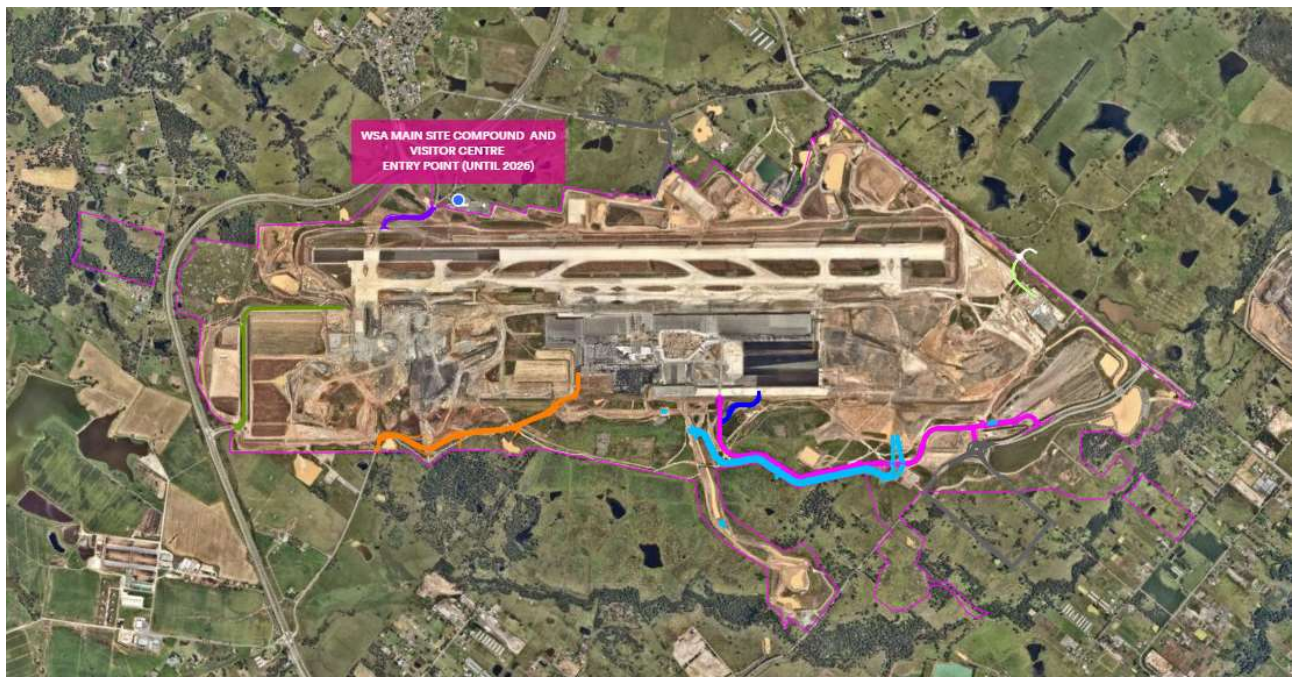 WSA MAIN SITE COMPOUND AND
VISITOR CENTRE
ENTRY POINT (UNTIL 2026)